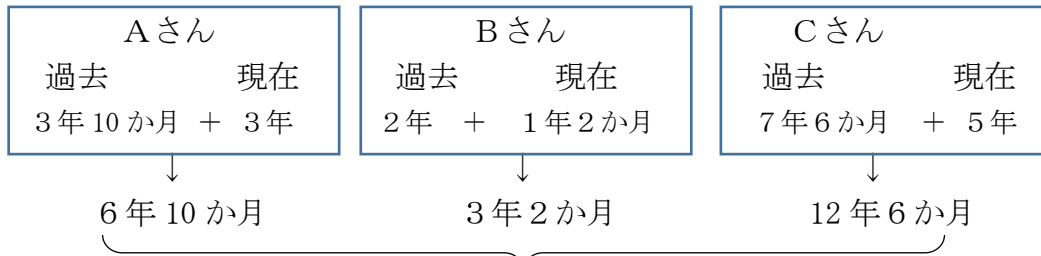 Aさん Bさん Cさん
過去 現在 過去 現在 過去 現在
3年10か月 + 3年 2年 + 1年2か月 7年6か月 + 5年
↓ ↓ ↓
6年10か月 3年2か月 12年6か月